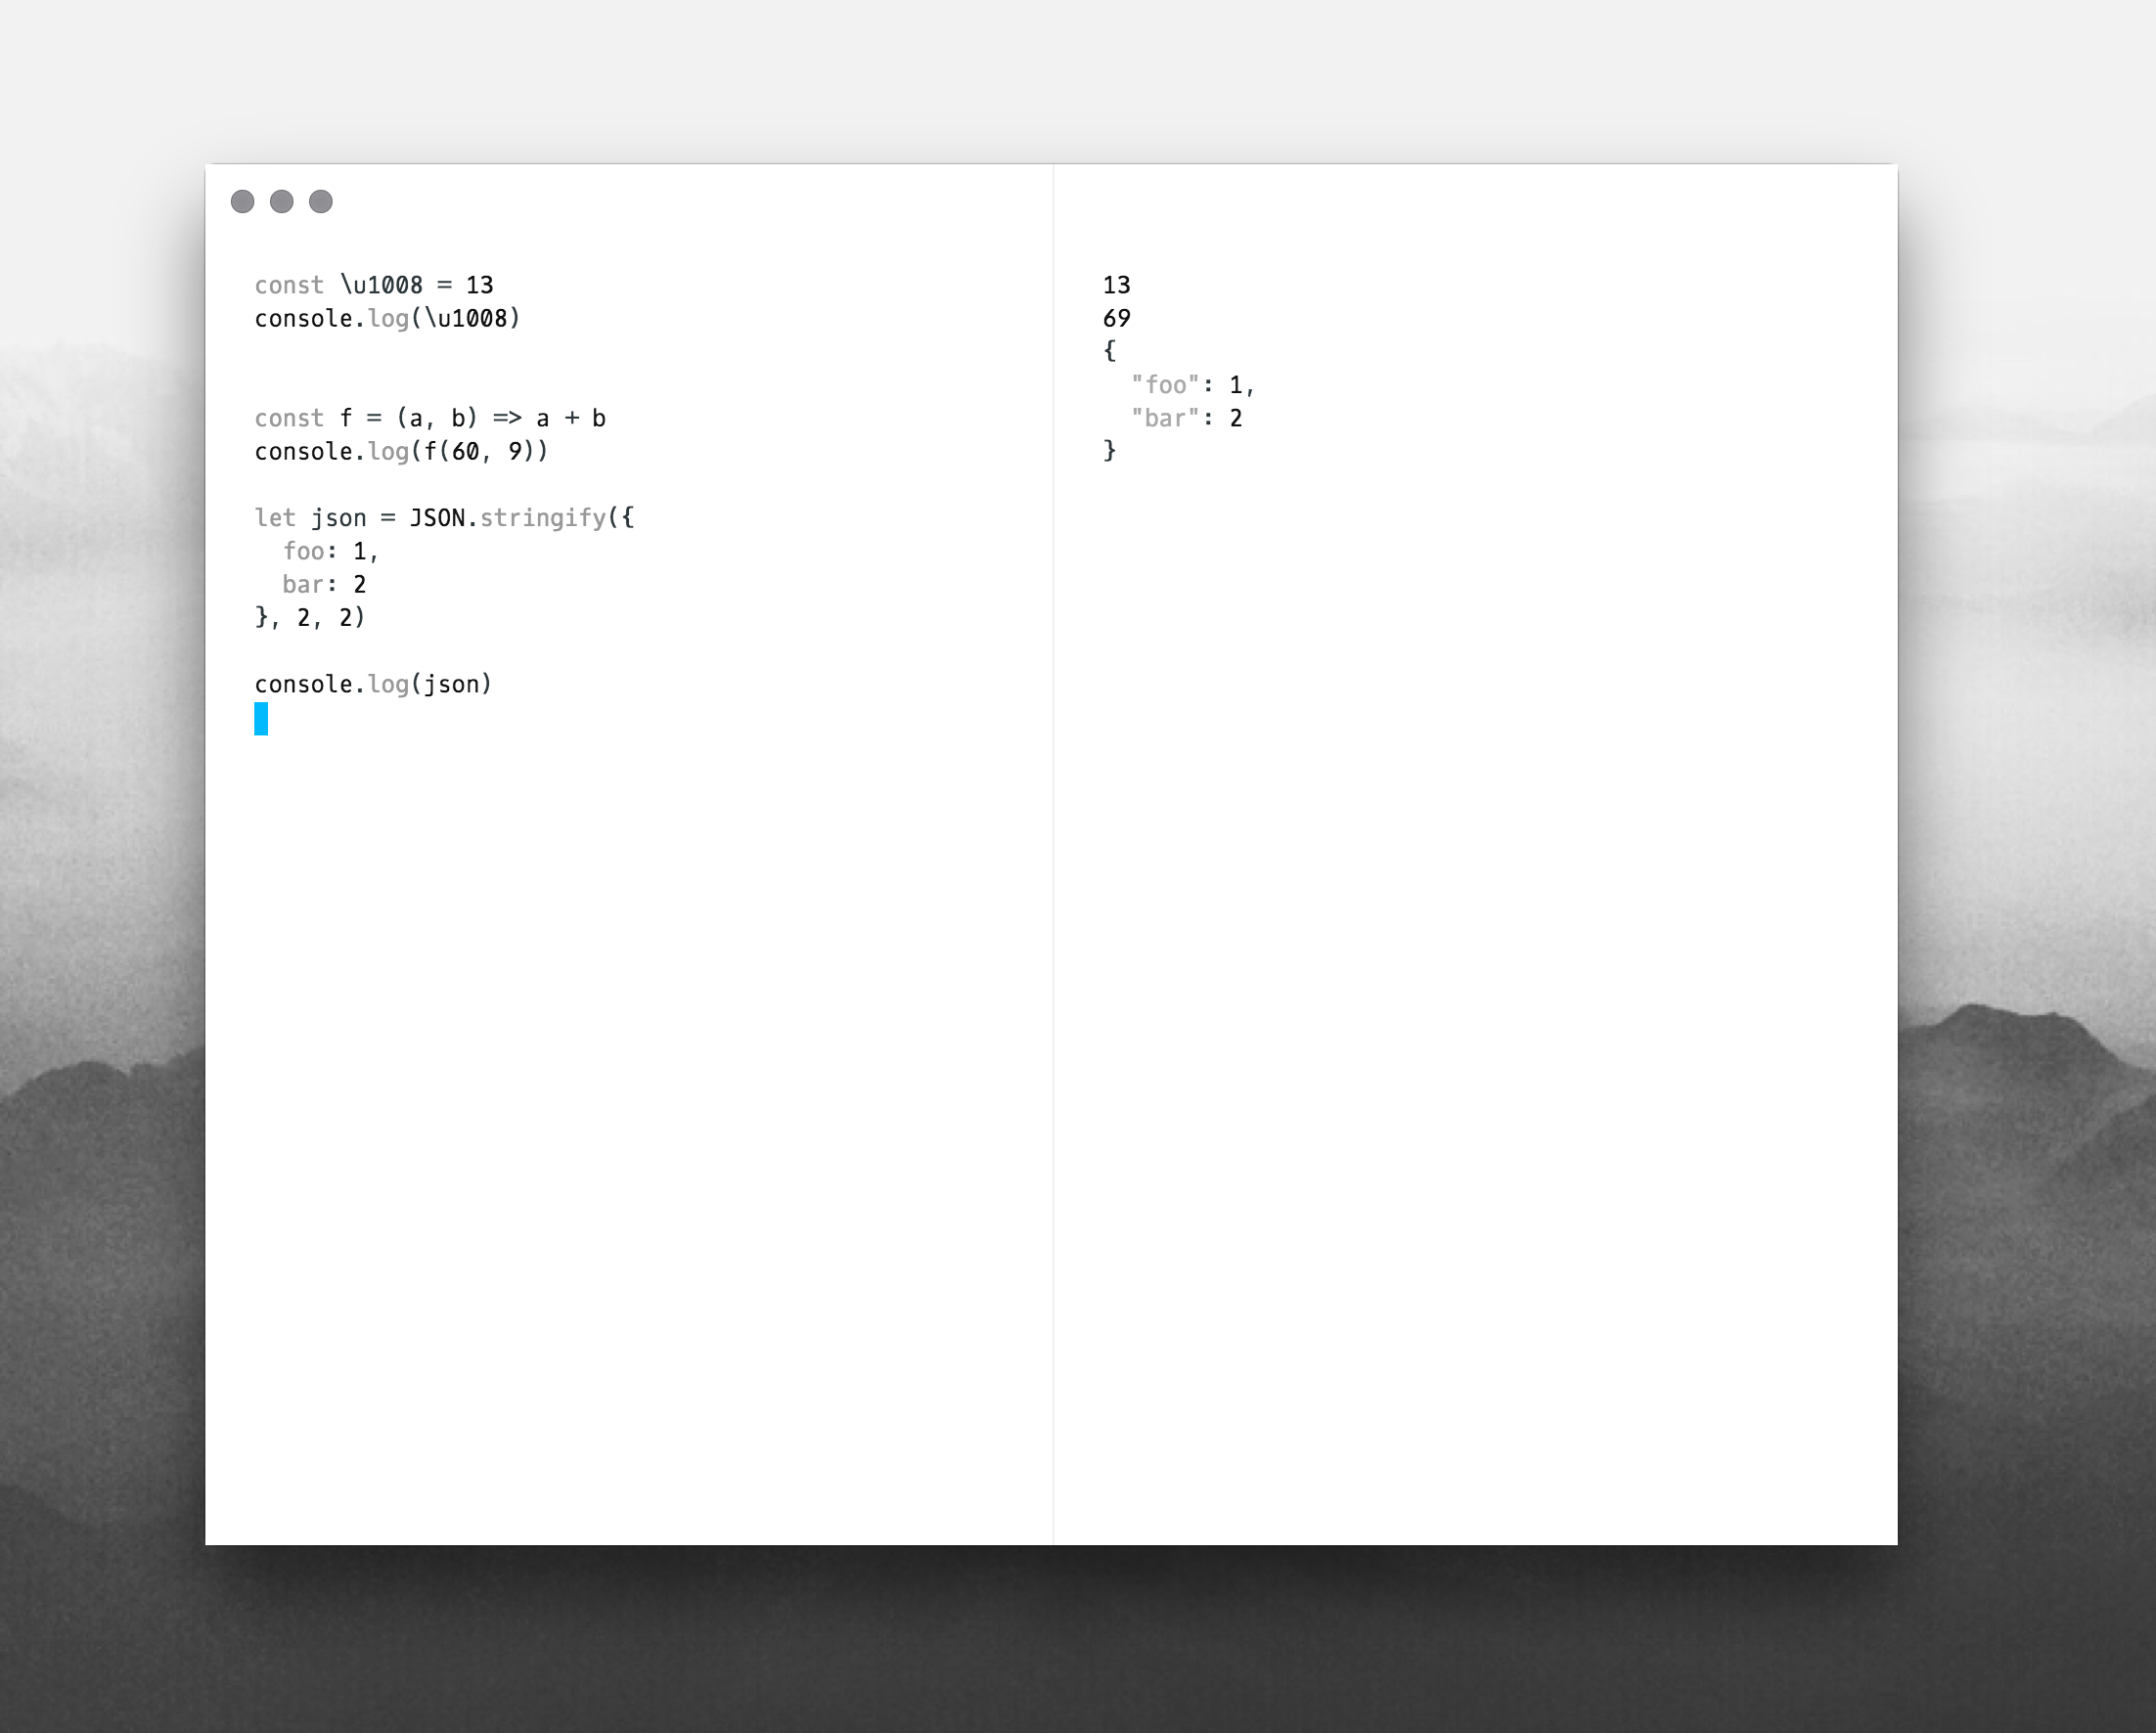 const \u1008 = 13
console.log(\u1008)
const f = (a, b) => a + b
console.log(f(60, 9))
let json = JSON.stringify({
  foo: 1,
  bar: 2
}, 2, 2)
console.log(json)
13
69
{
  "foo": 1,
  "bar": 2
}